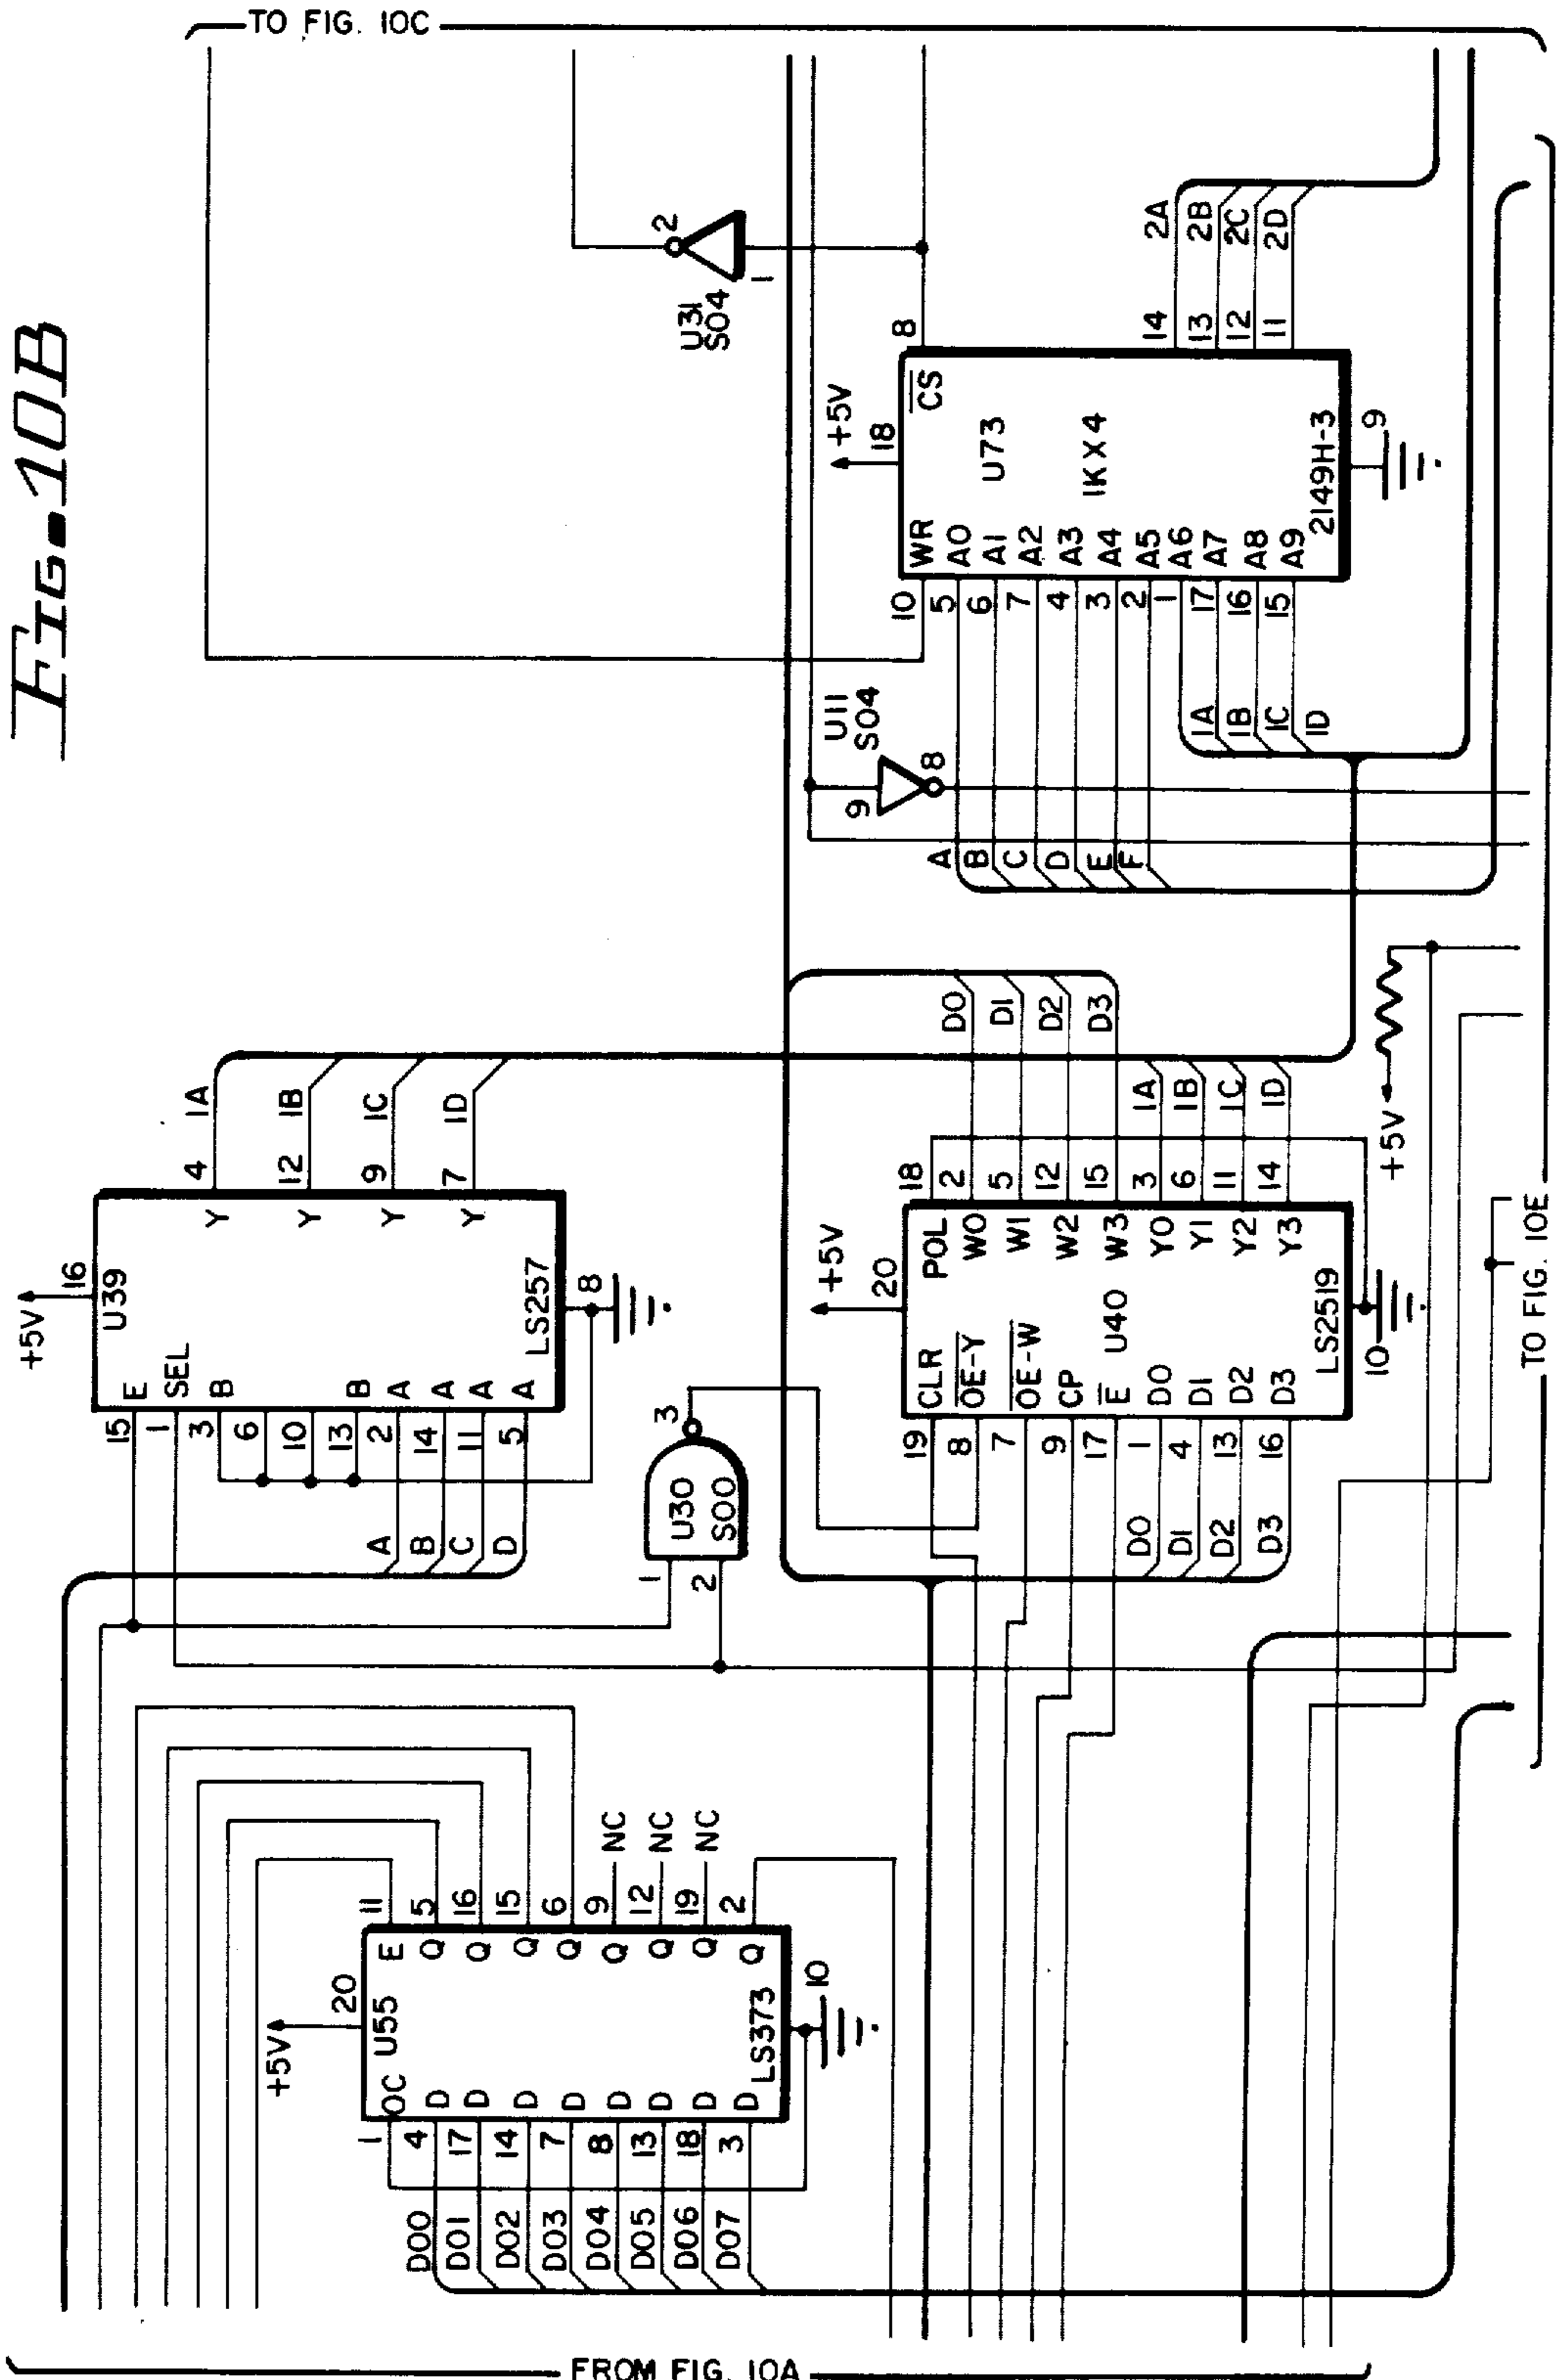 FIG. 10B
TO FIG. 10C
+5V
16
U39
15 E
1 SEL
3 B
6
10
13 B
2 A
14 A
11 A
5 A
LS257
8
Y 4 1A
Y 12 1B
Y 9 1C
Y 7 1D
A
B
C
D
U31
S04
1
2
1
2
U30
S00
3
+5V
20
U55
1 OC
DO0 4 D
DO1 17 D
DO2 14 D
DO3 7 D
DO4 8 D
DO5 13 D
DO6 18 D
DO7 3 D
E 11
Q 5
Q 16
Q 15
Q 6
Q 9 NC
Q 12 NC
Q 19 NC
Q 2
LS373
10
+5V
20
19 CLR
8 OE-Y
7 OE-W
9 CP
17 E
U40
D0 1 D0
D1 4 D1
D2 13 D2
D3 16 D3
POL 18
W0 2 D0
W1 5 D1
W2 12 D2
W3 15 D3
Y0 3 1A
Y1 6 1B
Y2 11 1C
Y3 14 1D
LS2519
10
+5V
U11
S04
9
8
+5V
18
10 WR
A 5 A0
B 6 A1
C 7 A2
D 4 A3
E 3 A4
F 2 A5
1 A6
1A 17 A7
1B 16 A8
1C 15 A9
1D
CS 8
U73
1K X 4
14 2A
13 2B
12 2C
11 2D
2149H-3
9
FROM FIG. 10A
TO FIG. 10E